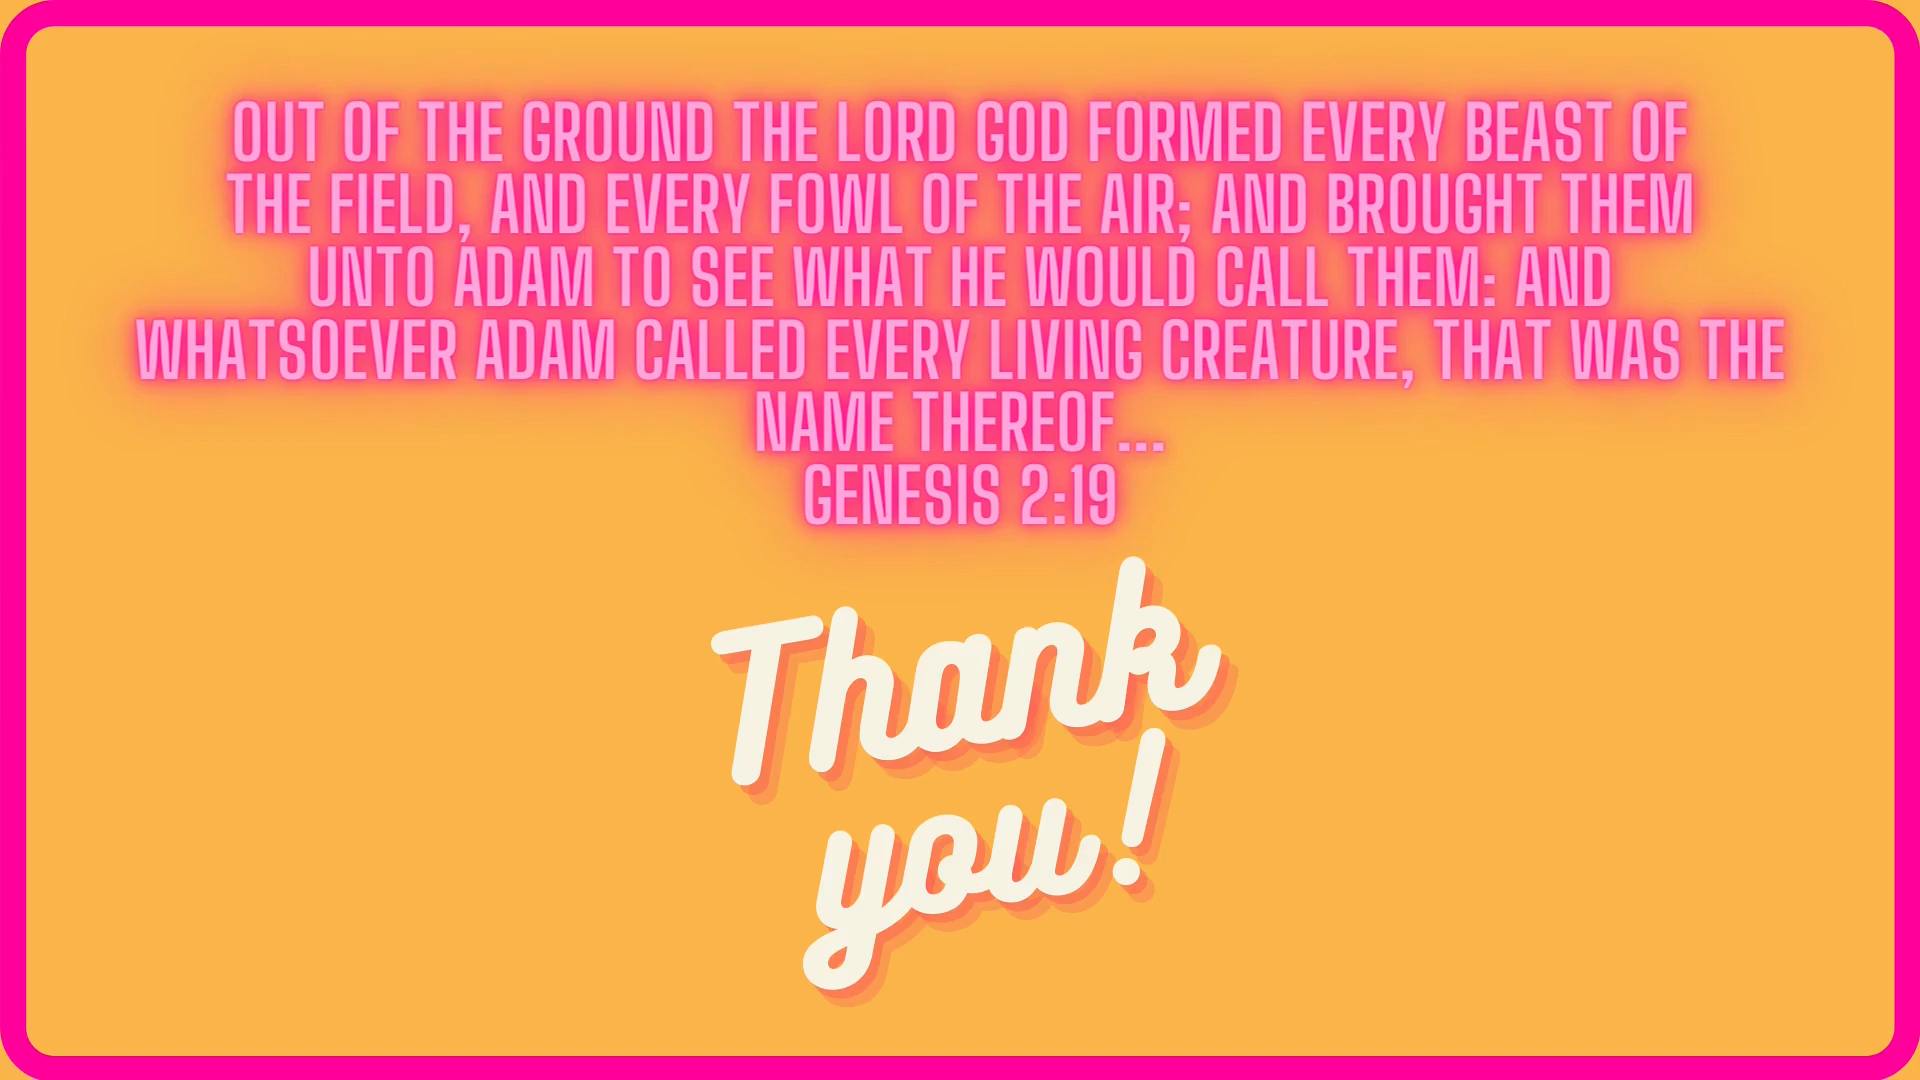 OUT OF THE GROUND THE LORD GOD FORMED EVERY BEAST OF
THE FIELD, AND EVERY FOWL OF THE AIR; AND BROUGHT THEM
UNTO ADAM TO SEE WHAT HE WOULD CALL THEM: AND
WHATSOEVER ADAM CALLED EVERY LIVING CREATURE, THAT WAS THE
NAME THEREOF...
GENESIS 2:19
Thank
you!